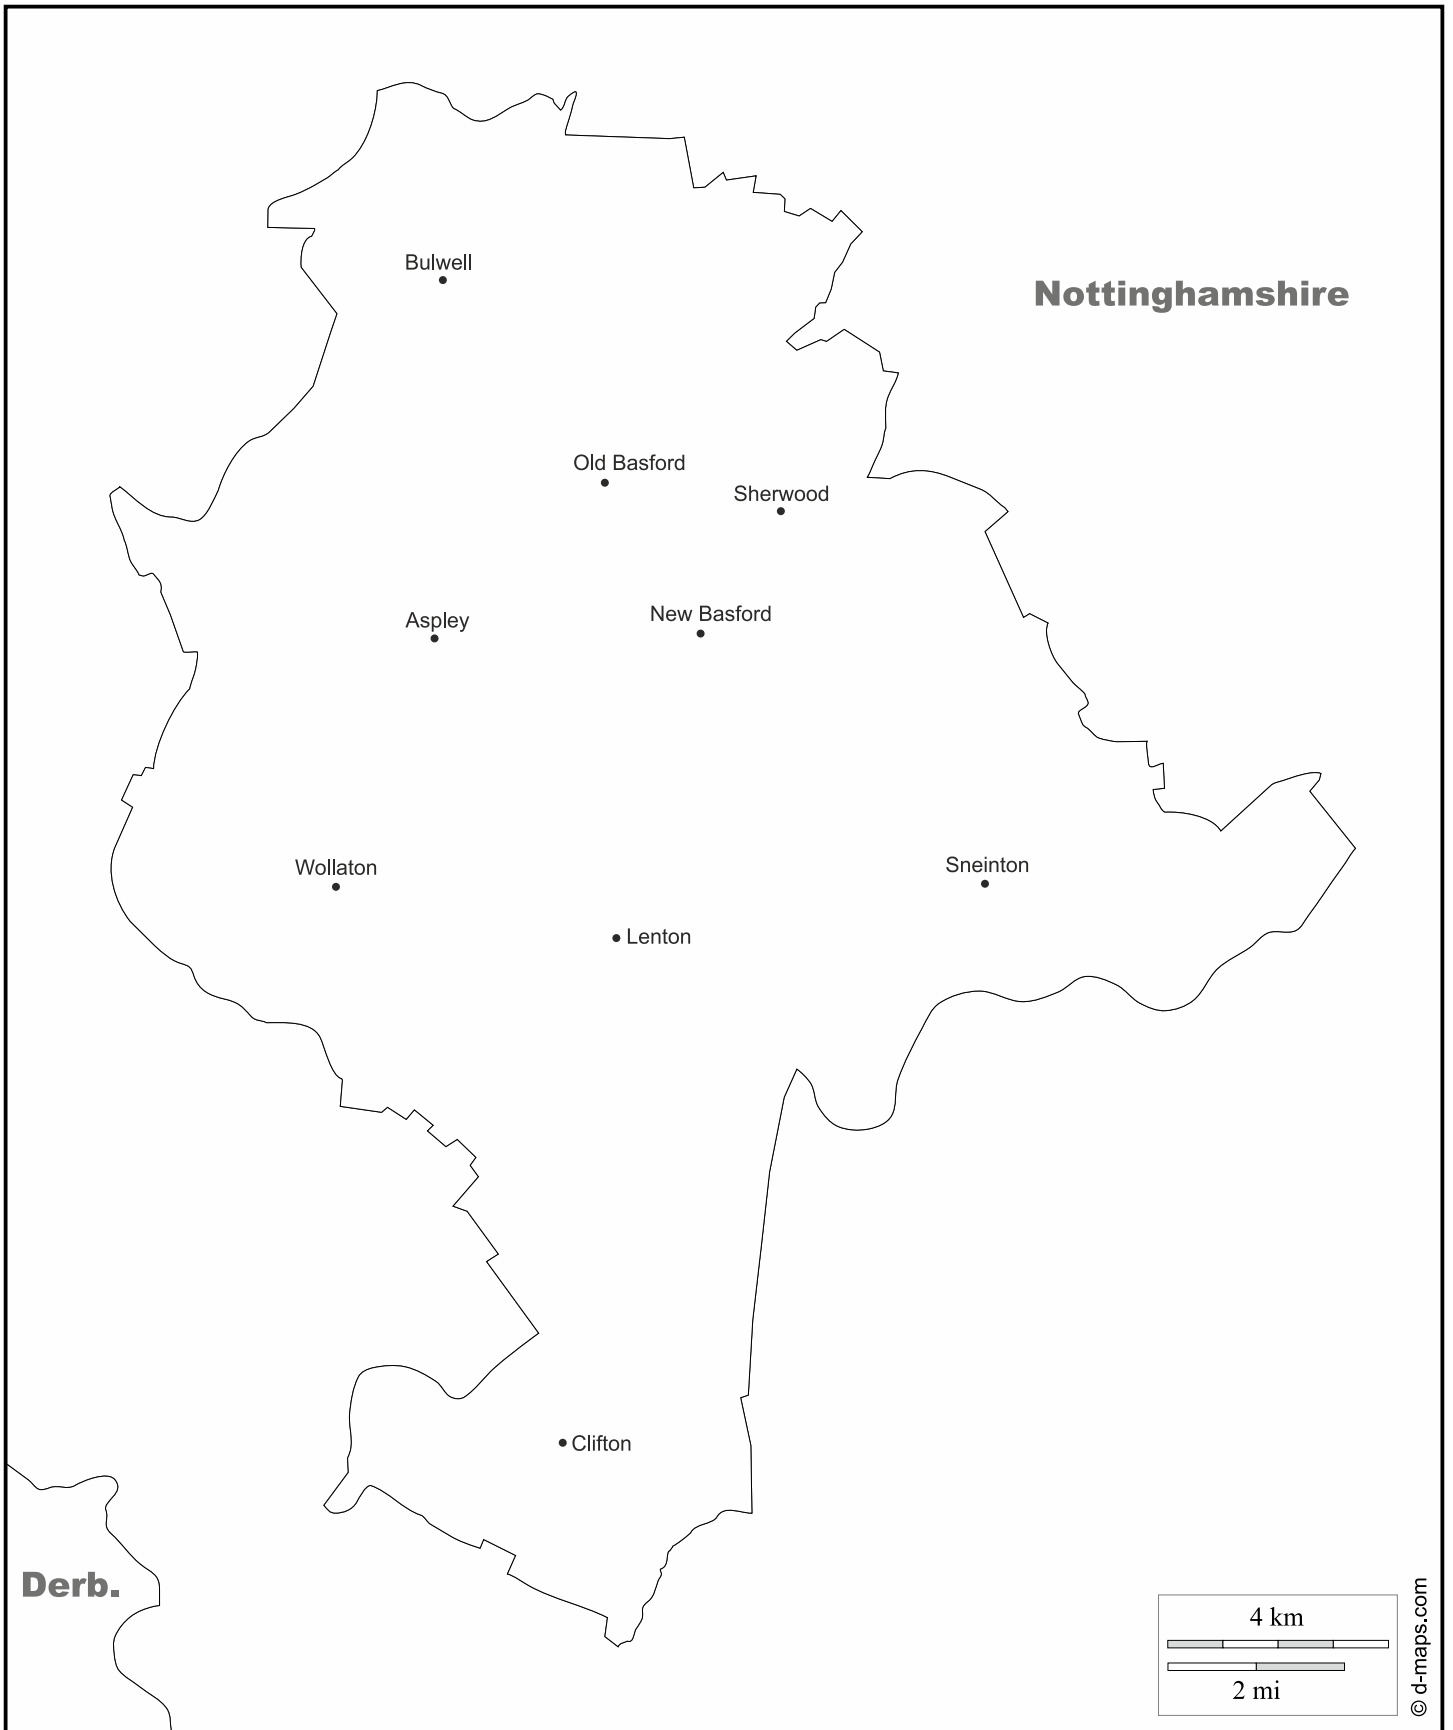 Bulwell
Nottinghamshire
Old Basford
Sherwood
New Basford
Aspley
Sneinton
Wollaton
Lenton
Clifton
Derb.
4 km
2 mi
© d-maps.com